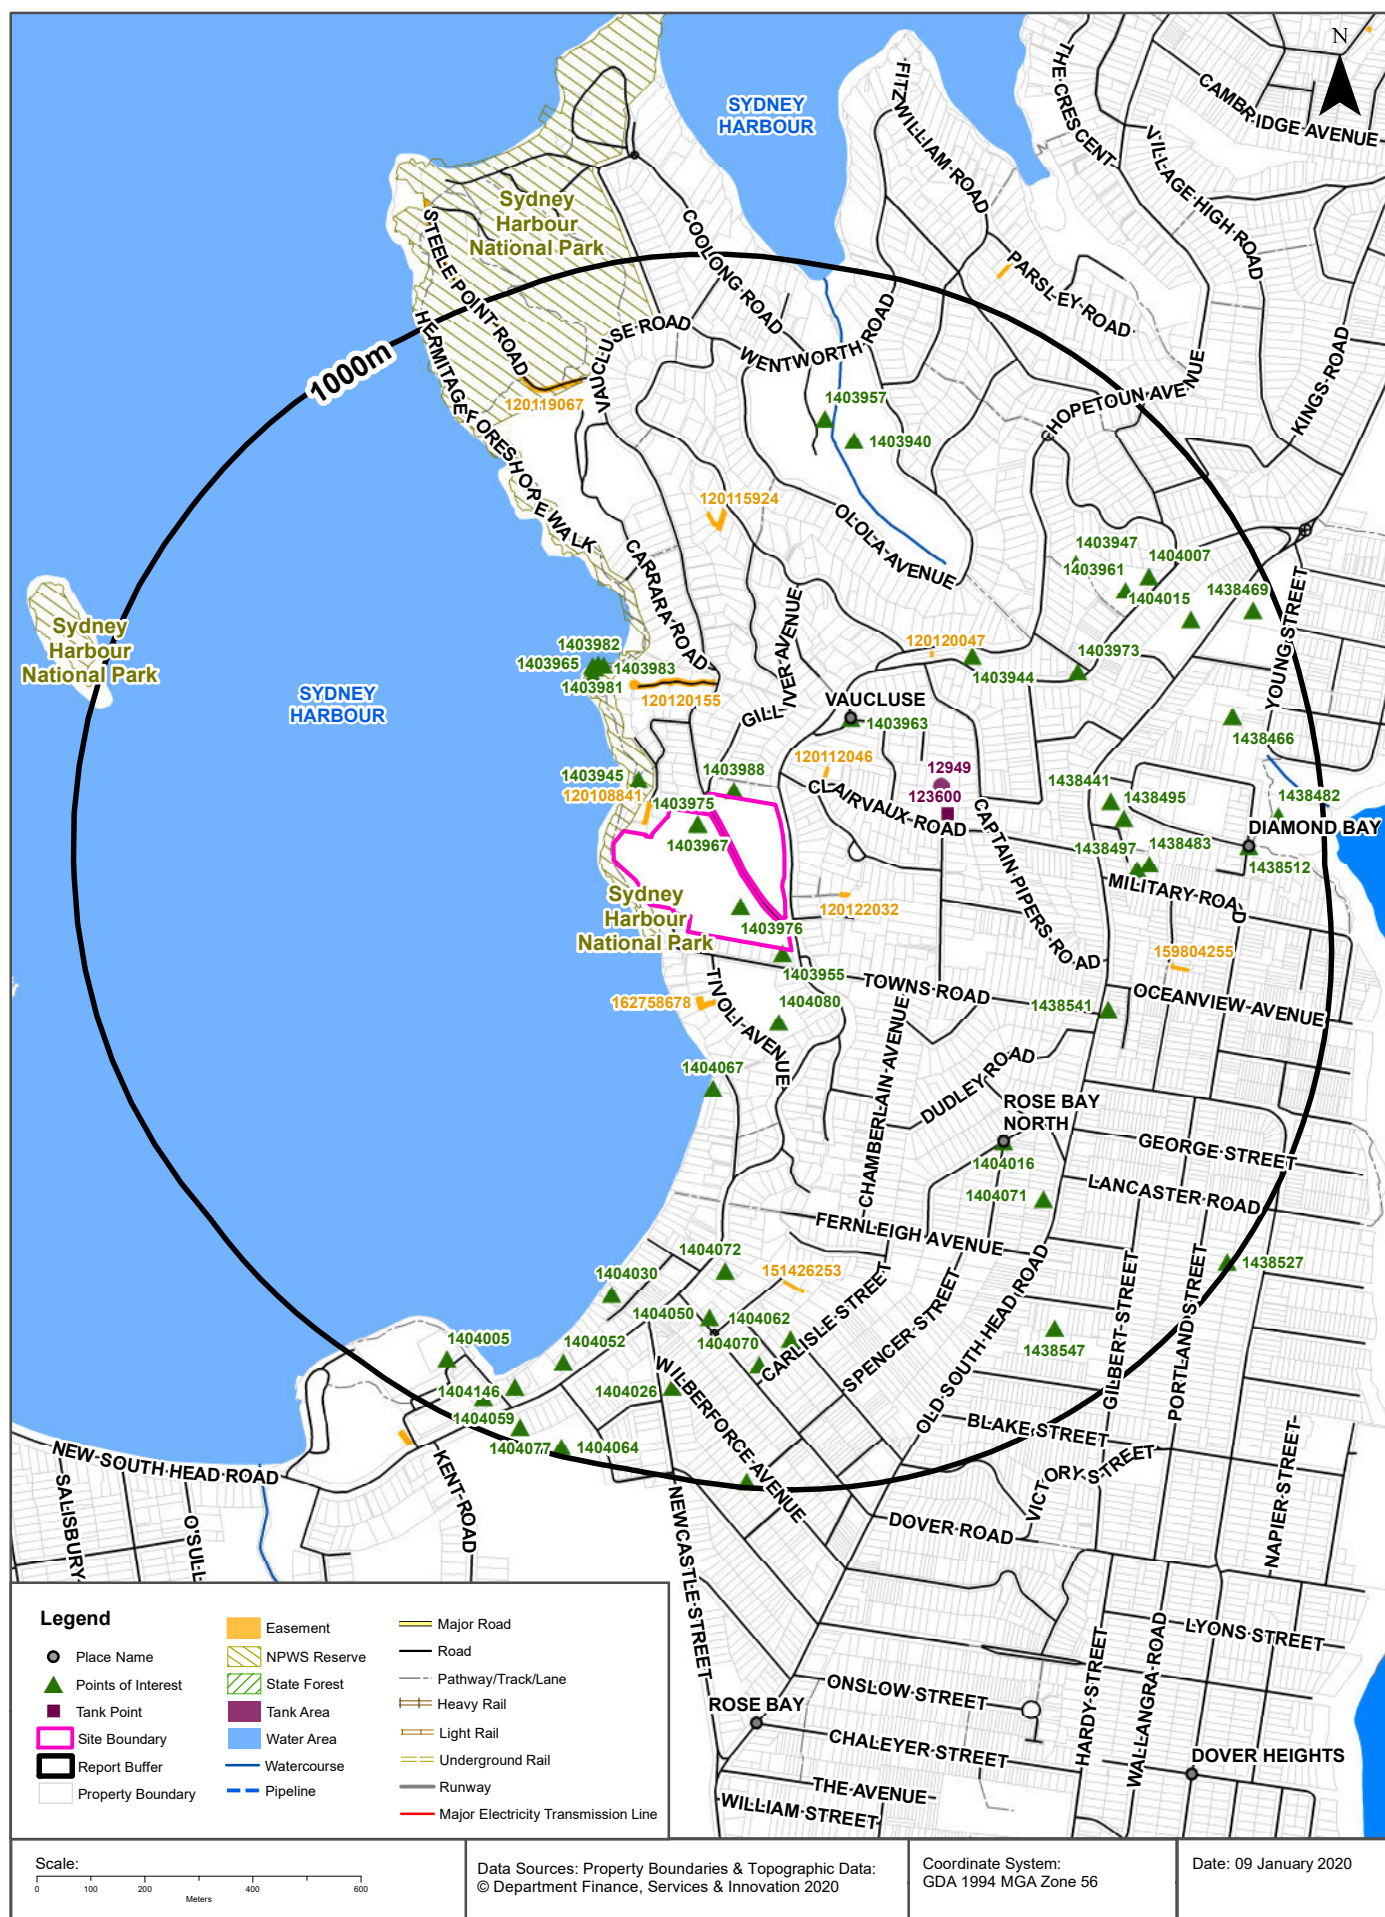 N
THE CRESCENT
CAMBRIDGE AVENUE
FITZWILLIAM ROAD
SYDNEY
HARBOUR
VILLAGE HIGH ROAD
Sydney
Harbour
National Park
STEELE POINT ROAD
COOLONG ROAD
PARSLEY ROAD
HERMITAGE FORESHORE WALK
VAUCLUSE ROAD
WENTWORTH ROAD
1000m
HOPETOUN AVENUE
KINGS ROAD
120119067
1403957
1403940
120115924
OLOLA AVENUE
CARRARA ROAD
1403947
1404007
1403961
1438469
1404015
YOUNG STREET
Sydney
Harbour
National Park
SYDNEY
HARBOUR
1403982
1403965
1403983
1403981
120120155
GILLIVER AVENUE
120120047
1403973
1403944
VAUCLUSE
1403963
1438466
1403945
1403988
120112046
12949
120108841
1403975
CLAIRVAUX ROAD
123600
1438441
1438495
1438482
DIAMOND BAY
1403967
CAPTAIN PIPERS ROAD
1438497
1438483
1438512
MILITARY ROAD
Sydney
Harbour
National Park
120122032
1403976
1403955
159804255
TIVOLI AVENUE
TOWNS ROAD
OCEANVIEW AVENUE
162758678
1404080
1438541
1404067
CHAMBERLAIN AVENUE
DUDLEY ROAD
ROSE BAY
NORTH
GEORGE STREET
1404016
1404071
LANCASTER ROAD
FERNLEIGH AVENUE
1404072
1404030
151426253
1438527
CARLISLE STREET
SPENCER STREET
OLD SOUTH HEAD ROAD
GILBERT STREET
PORTLAND STREET
1404050
1404062
1404005
1404052
1404070
1438547
1404146
1404026
WILBERFORCE AVENUE
BLAKE STREET
1404059
1404077
1404064
NEW SOUTH HEAD ROAD
KENT ROAD
VICTORY STREET
NAPIER STREET
SALISBURY
O'SULL
NEWCASTLE STREET
DOVER ROAD
LYONS STREET
HARDY STREET
WALLANGRA ROAD
ONSLOW STREET
ROSE BAY
CHALEYER STREET
DOVER HEIGHTS
THE AVENUE
WILLIAM STREET
Legend
Place Name
Points of Interest
Tank Point
Site Boundary
Report Buffer
Property Boundary
Easement
NPWS Reserve
State Forest
Tank Area
Water Area
Watercourse
Pipeline
Major Road
Road
Pathway/Track/Lane
Heavy Rail
Light Rail
Underground Rail
Runway
Major Electricity Transmission Line
Scale:
0 100 200 400 600
Meters
Data Sources: Property Boundaries & Topographic Data:
© Department Finance, Services & Innovation 2020
Coordinate System:
GDA 1994 MGA Zone 56
Date: 09 January 2020